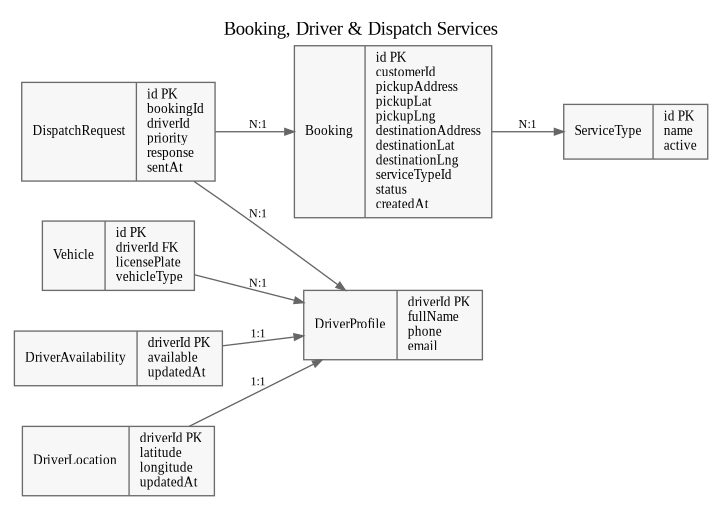 Booking, Driver & Dispatch Services
DispatchRequest
id PK
bookingId
driverId
priority
response
sentAt
N:1
Booking
id PK
customerId
pickupAddress
pickupLat
pickupLng
destinationAddress
destinationLat
destinationLng
serviceTypeId
status
createdAt
N:1
ServiceType
id PK
name
active
N:1
Vehicle
id PK
driverId FK
licensePlate
vehicleType
N:1
DriverProfile
driverId PK
fullName
phone
email
DriverAvailability
driverId PK
available
updatedAt
1:1
1:1
DriverLocation
driverId PK
latitude
longitude
updatedAt